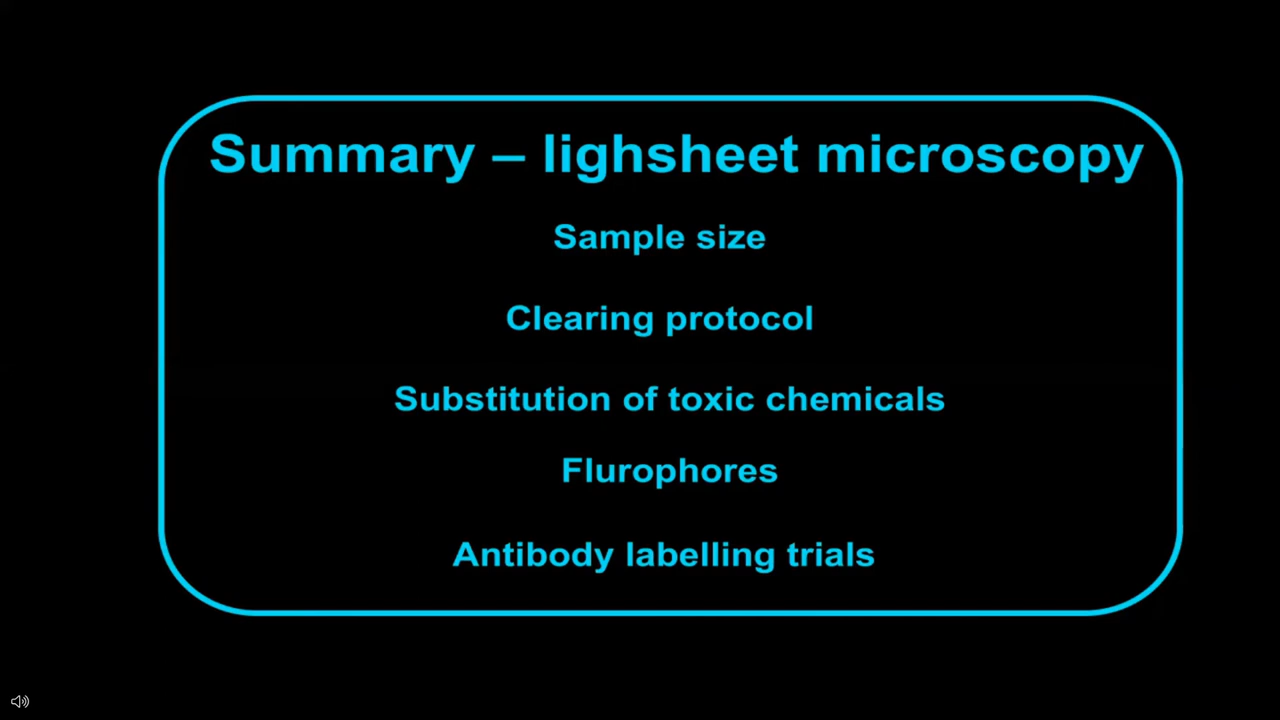 Summary – lighsheet microscopy
Sample size
Clearing protocol
Substitution of toxic chemicals
Flurophores
Antibody labelling trials